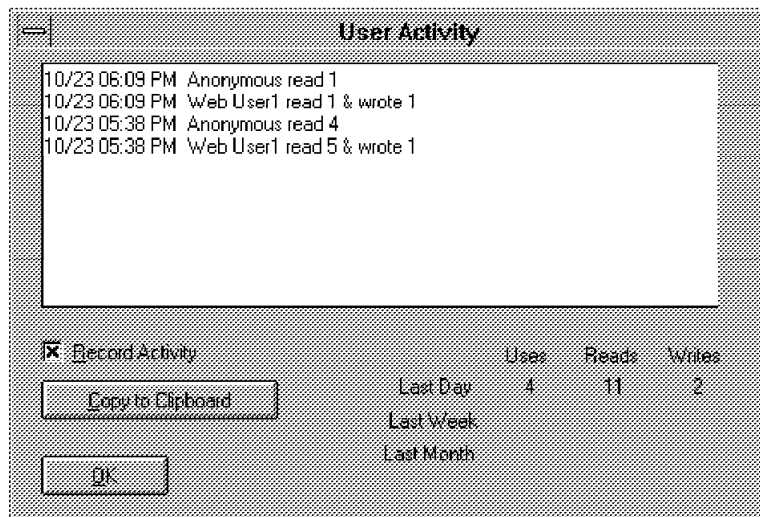 User Activity
10/23 06:09 PM Anonymous read 1
10/23 06:09 PM Web User1 read 1 & wrote 1
10/23 05:38 PM Anonymous read 4
10/23 05:38 PM Web User1 read 5 & wrote 1
Record Activity
Uses Reads Writes
Copy to Clipboard
Last Day 4 11 2
Last Week
Last Month
OK